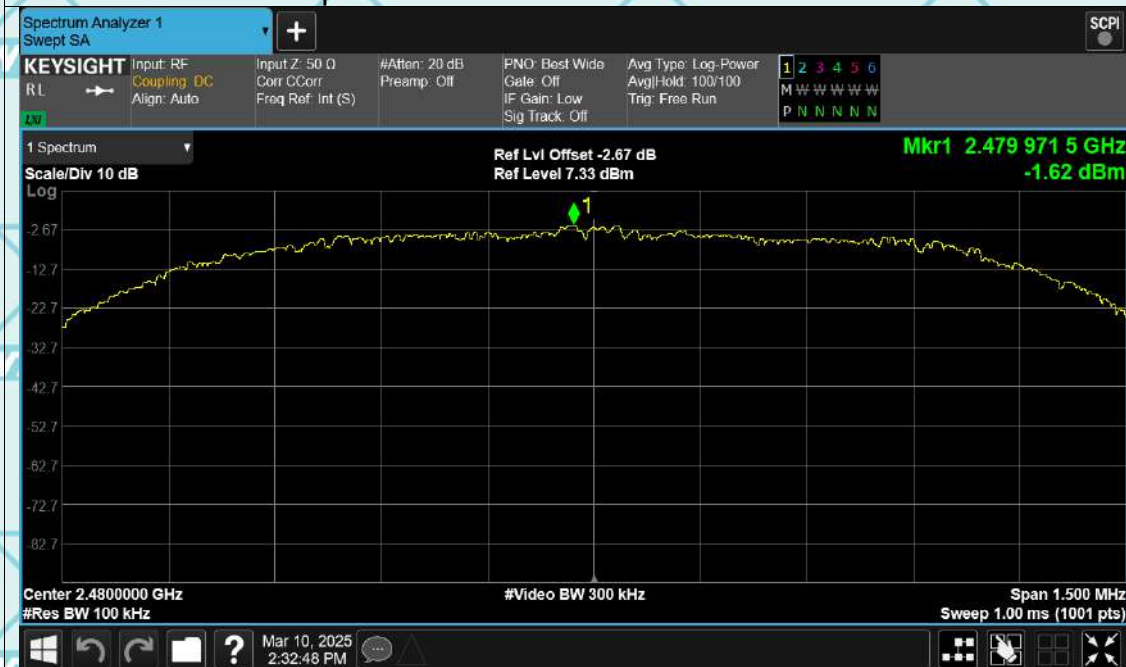 Spectrum Analyzer 1
Swept SA
+
SCPI
KEYSIGHT
RL
LXI
Input: RF
Coupling: DC
Align: Auto
Input Z: 50 Ω
Corr CCorr
Freq Ref: Int (S)
#Atten: 20 dB
Preamp: Off
PNO: Best Wide
Gate: Off
IF Gain: Low
Sig Track: Off
Avg Type: Log-Power
Avg|Hold: 100/100
Trig: Free Run
1 2 3 4 5 6
M W W W W W
P N N N N N
1 Spectrum
Scale/Div 10 dB
Log
Ref Lvl Offset -2.67 dB
Ref Level 7.33 dBm
Mkr1 2.479 971 5 GHz
-1.62 dBm
1
-2.67
-12.7
-22.7
-32.7
-42.7
-52.7
-62.7
-72.7
-82.7
Center 2.4800000 GHz
#Res BW 100 kHz
#Video BW 300 kHz
Span 1.500 MHz
Sweep 1.00 ms (1001 pts)
?
Mar 10, 2025
2:32:48 PM